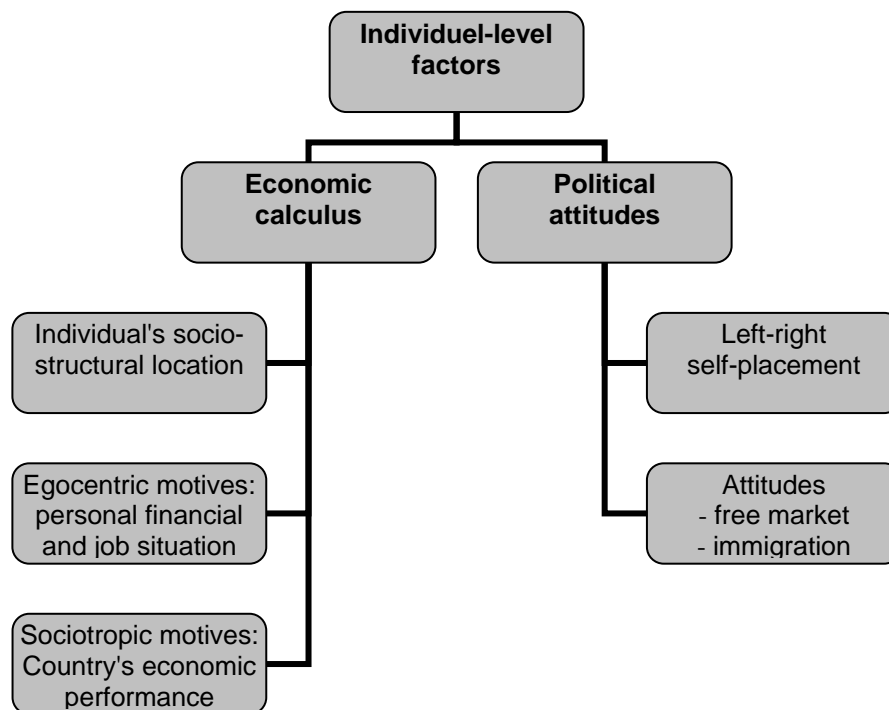 Individuel-level
factors
Economic
calculus
Political
attitudes
Individual's socio-
structural location
Left-right
self-placement
Egocentric motives:
personal financial
and job situation
Attitudes
- free market
- immigration
Sociotropic motives:
Country's economic
performance